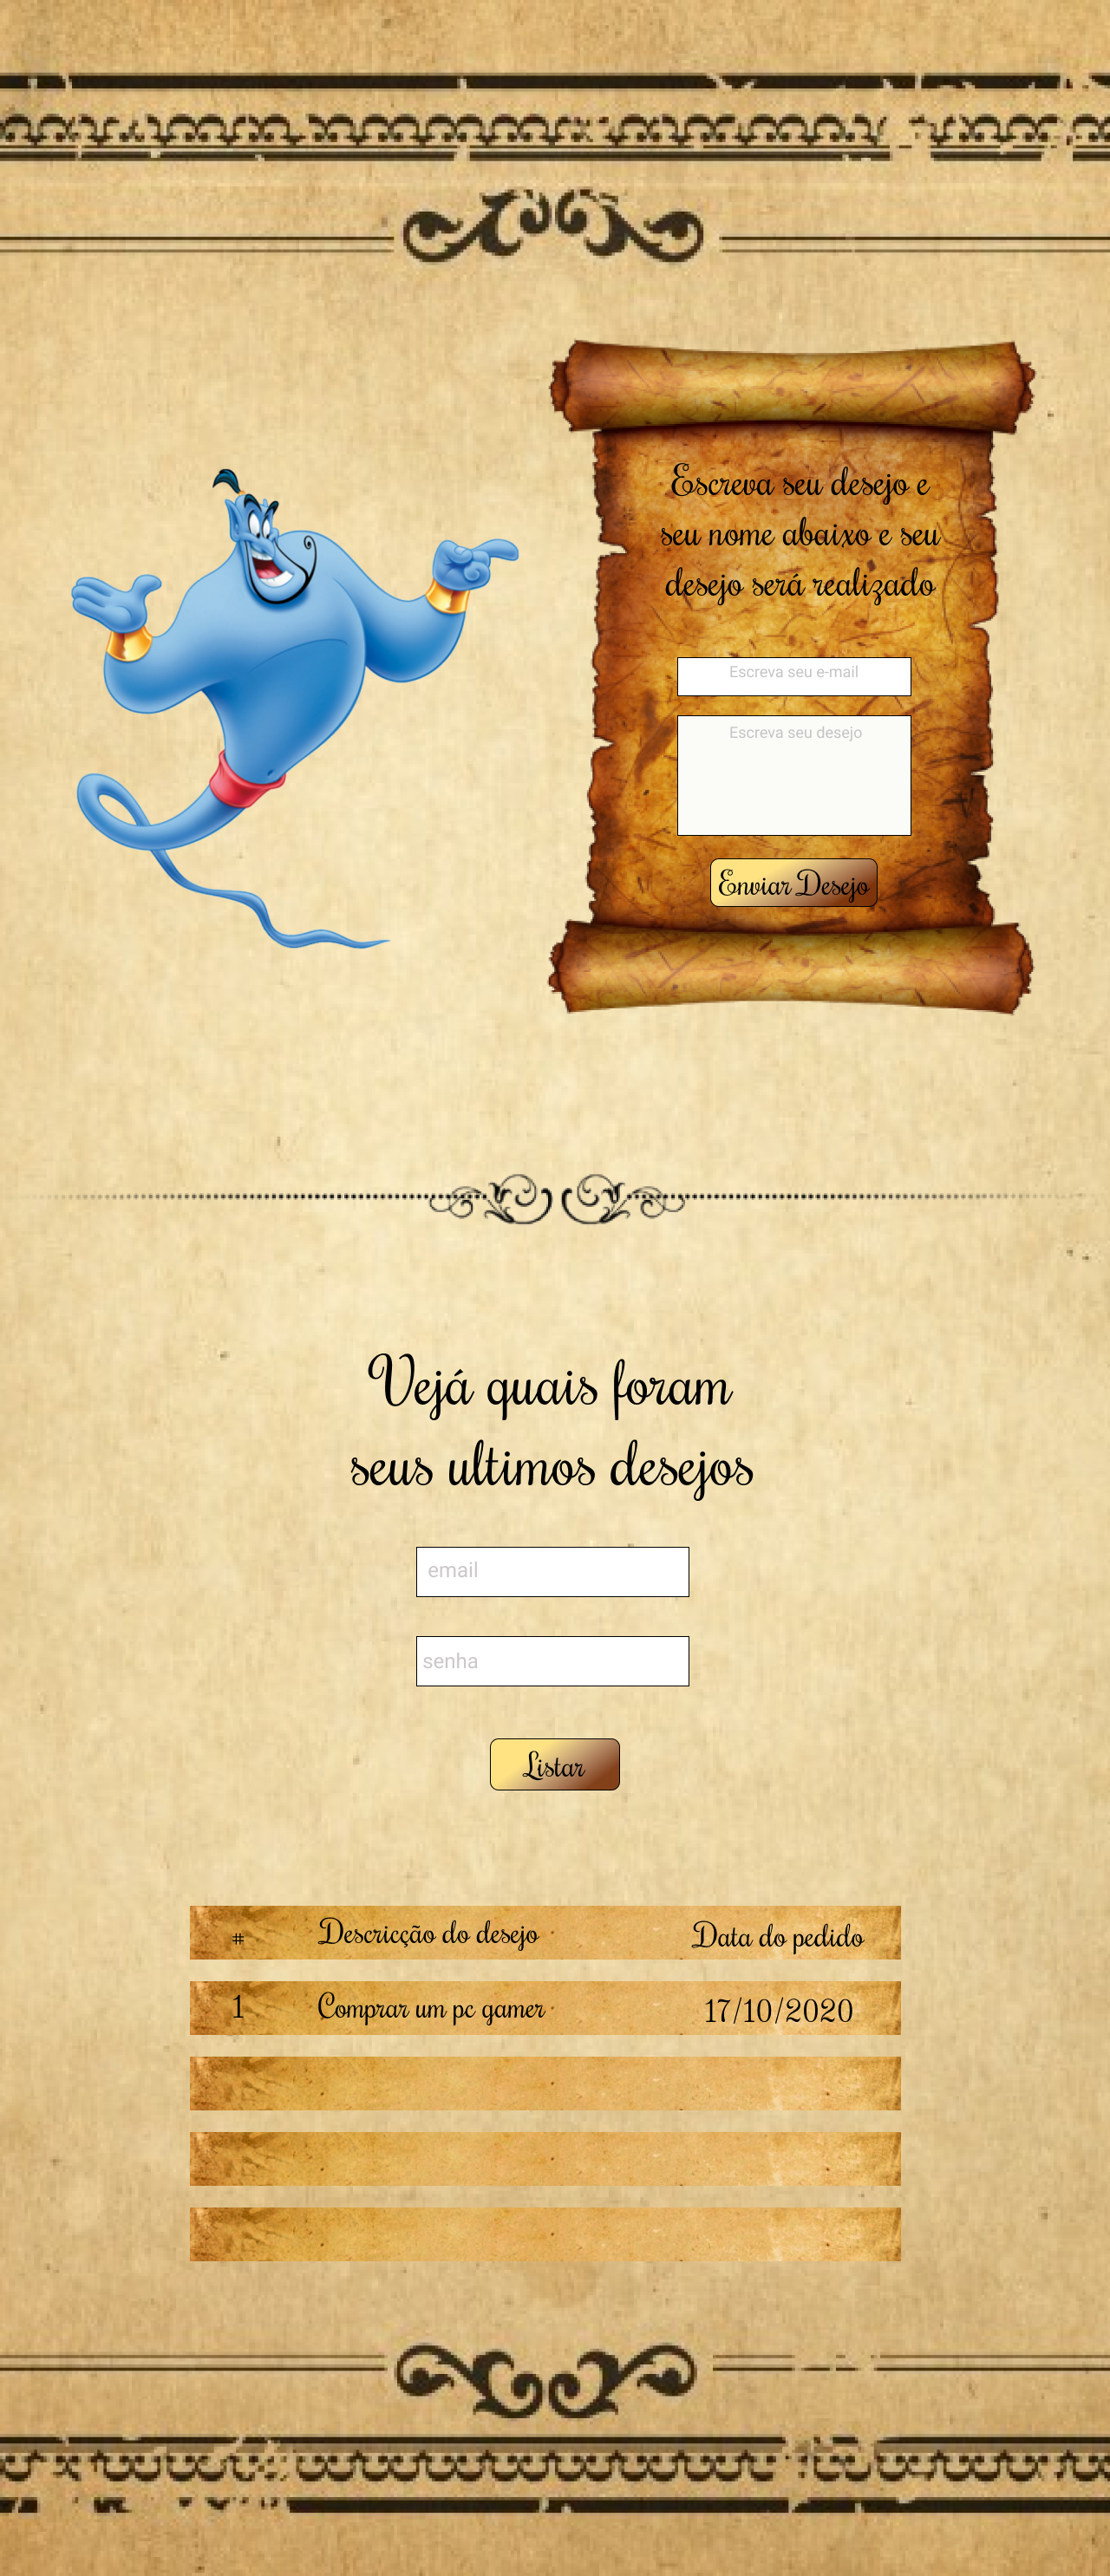 Escreva seu desejo e
seu nome abaixo e seu
desejo será realizado
Escreva seu e-mail
Escreva seu desejo
Enviar Desejo
Vejá quais foram
seus ultimos desejos
email
senha
Listar
# Descricção do desejo Data do pedido
1 Comprar um pc gamer 17/10/2020